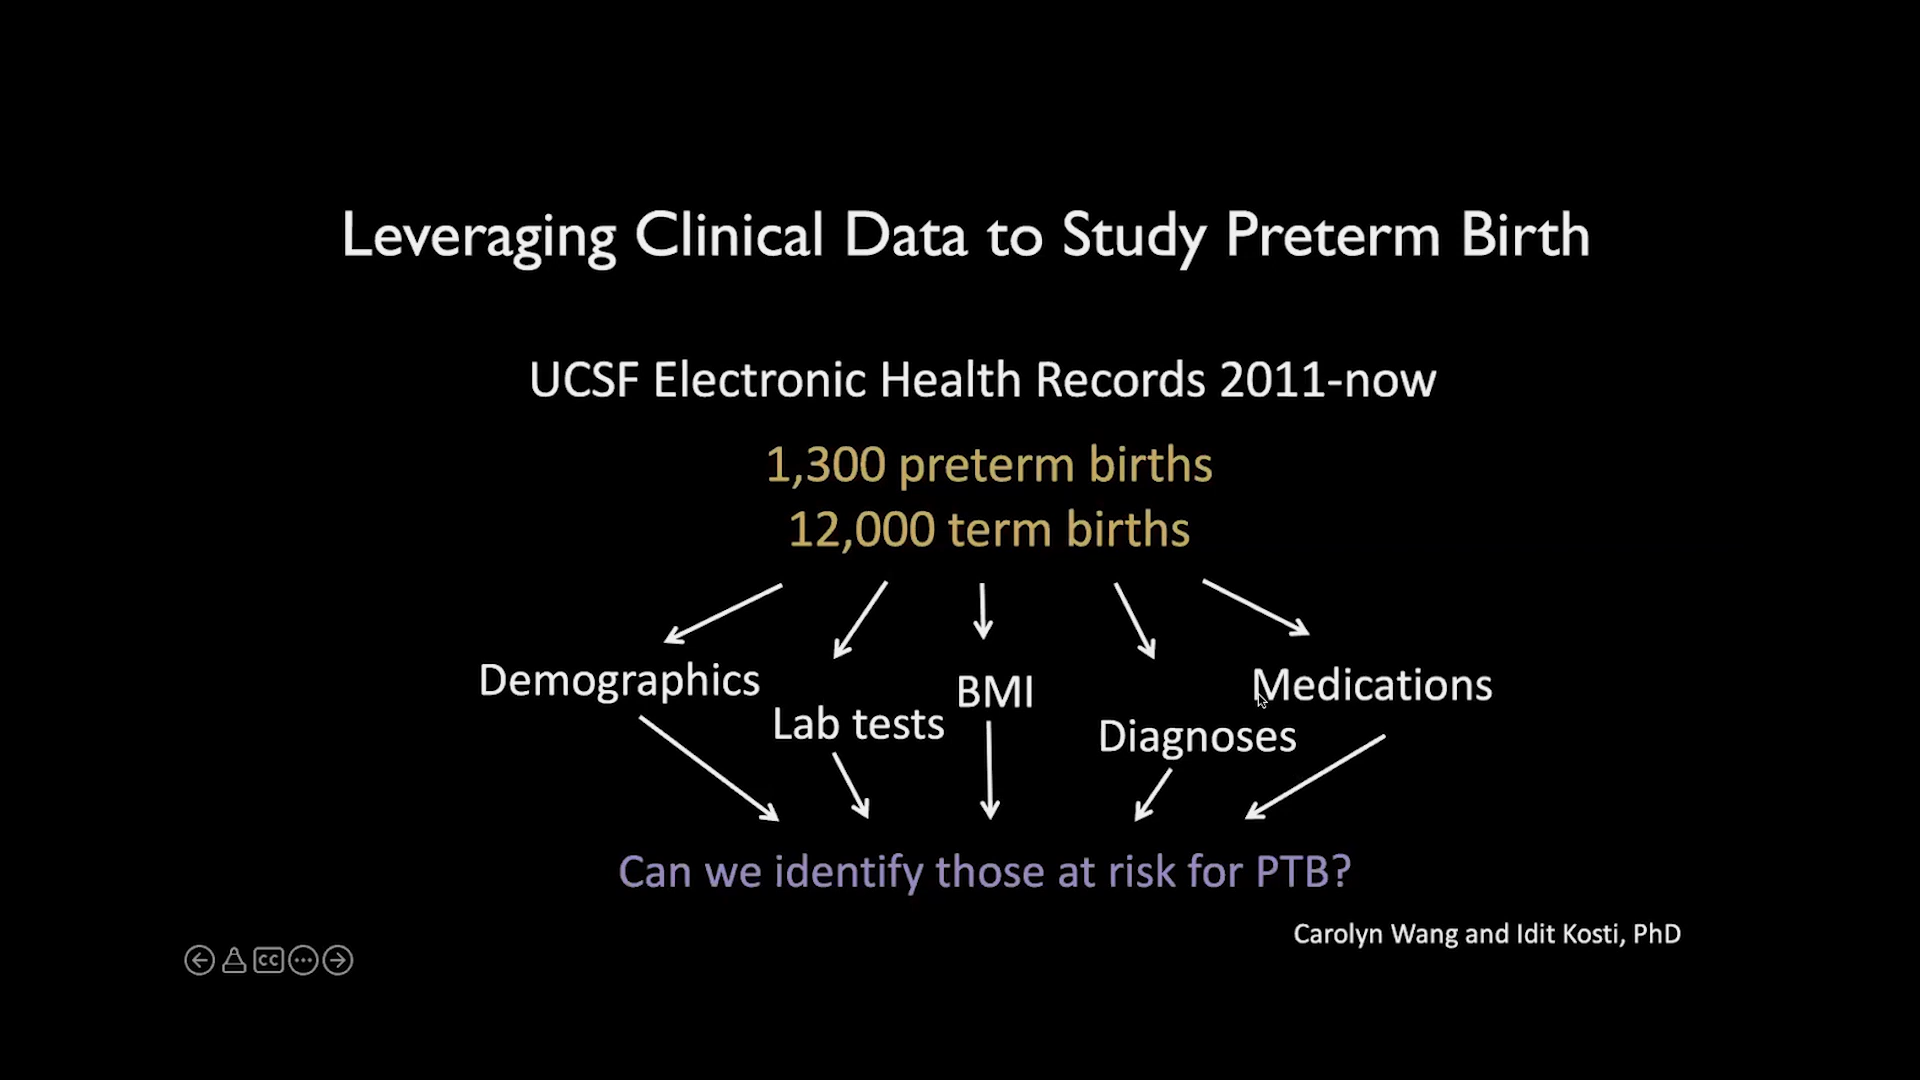 Leveraging Clinical Data to Study Preterm Birth
UCSF Electronic Health Records 2011-now
1,300 preterm births
12,000 term births
Demographics
Lab tests
BMI
Diagnoses
Medications
Can we identify those at risk for PTB?
Carolyn Wang and Idit Kosti, PhD
CC